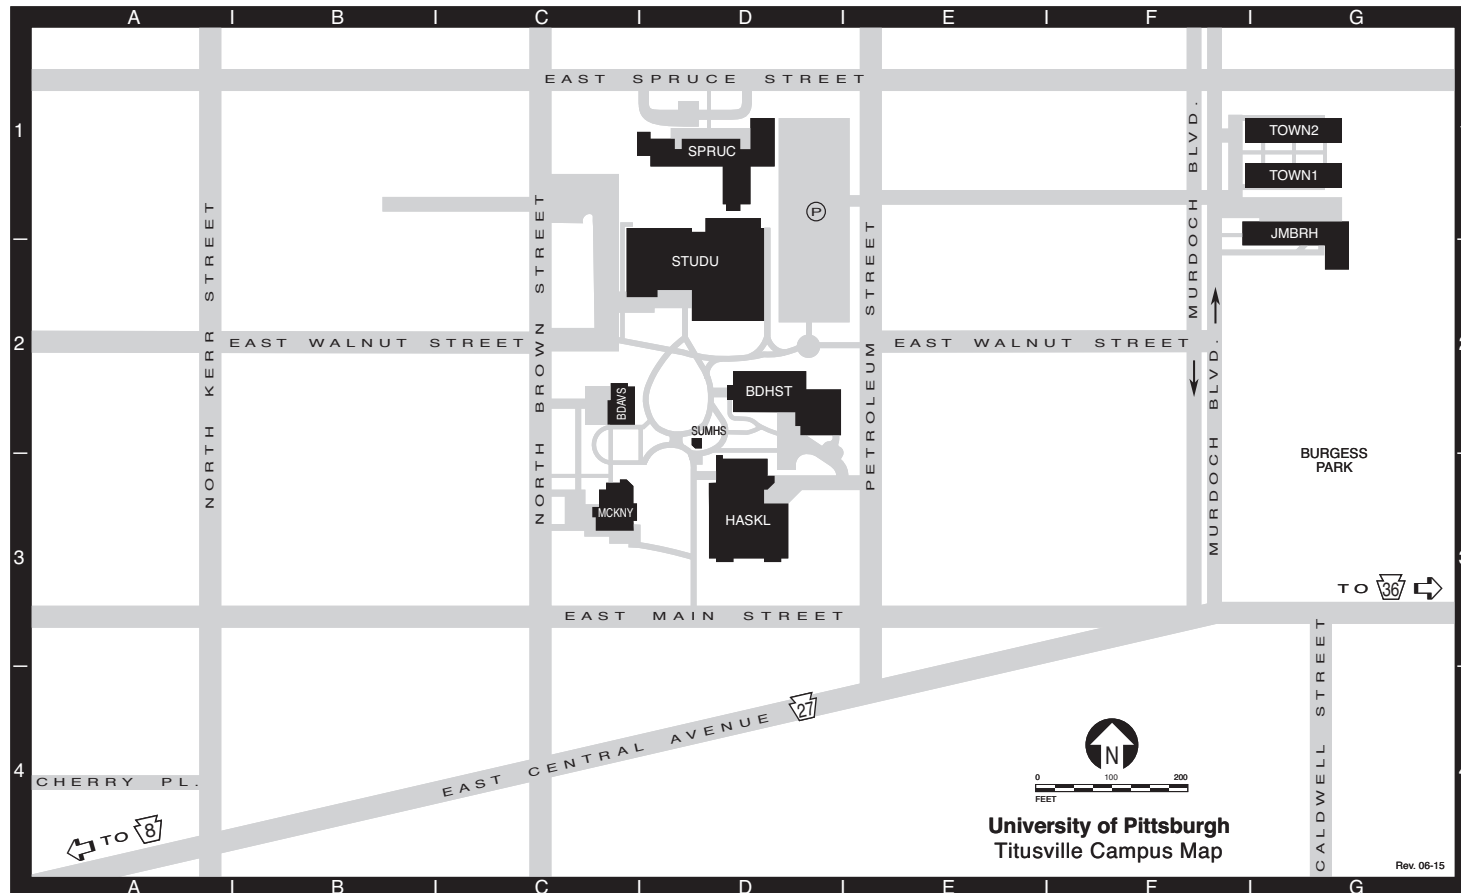 A I B I C I D I E I F I G
EAST SPRUCE STREET
1
TOWN2
SPRUC
TOWN1
P
MURDOCH BLVD.
JMBRH
NORTH KERR STREET
NORTH BROWN STREET
PETROLEUM STREET
STUDU
2
EAST WALNUT STREET
EAST WALNUT STREET
2
BDAVS
BDHST
SUMHS
MURDOCH BLVD.
BURGESS
PARK
MCKNY
HASKL
3
3
TO 36
EAST MAIN STREET
CALDWELL STREET
27
EAST CENTRAL AVENUE
N
4
CHERRY PL.
0 100 200
FEET
TO 8
University of Pittsburgh
Titusville Campus Map
Rev. 06-15
A I B I C I D I E I F I G